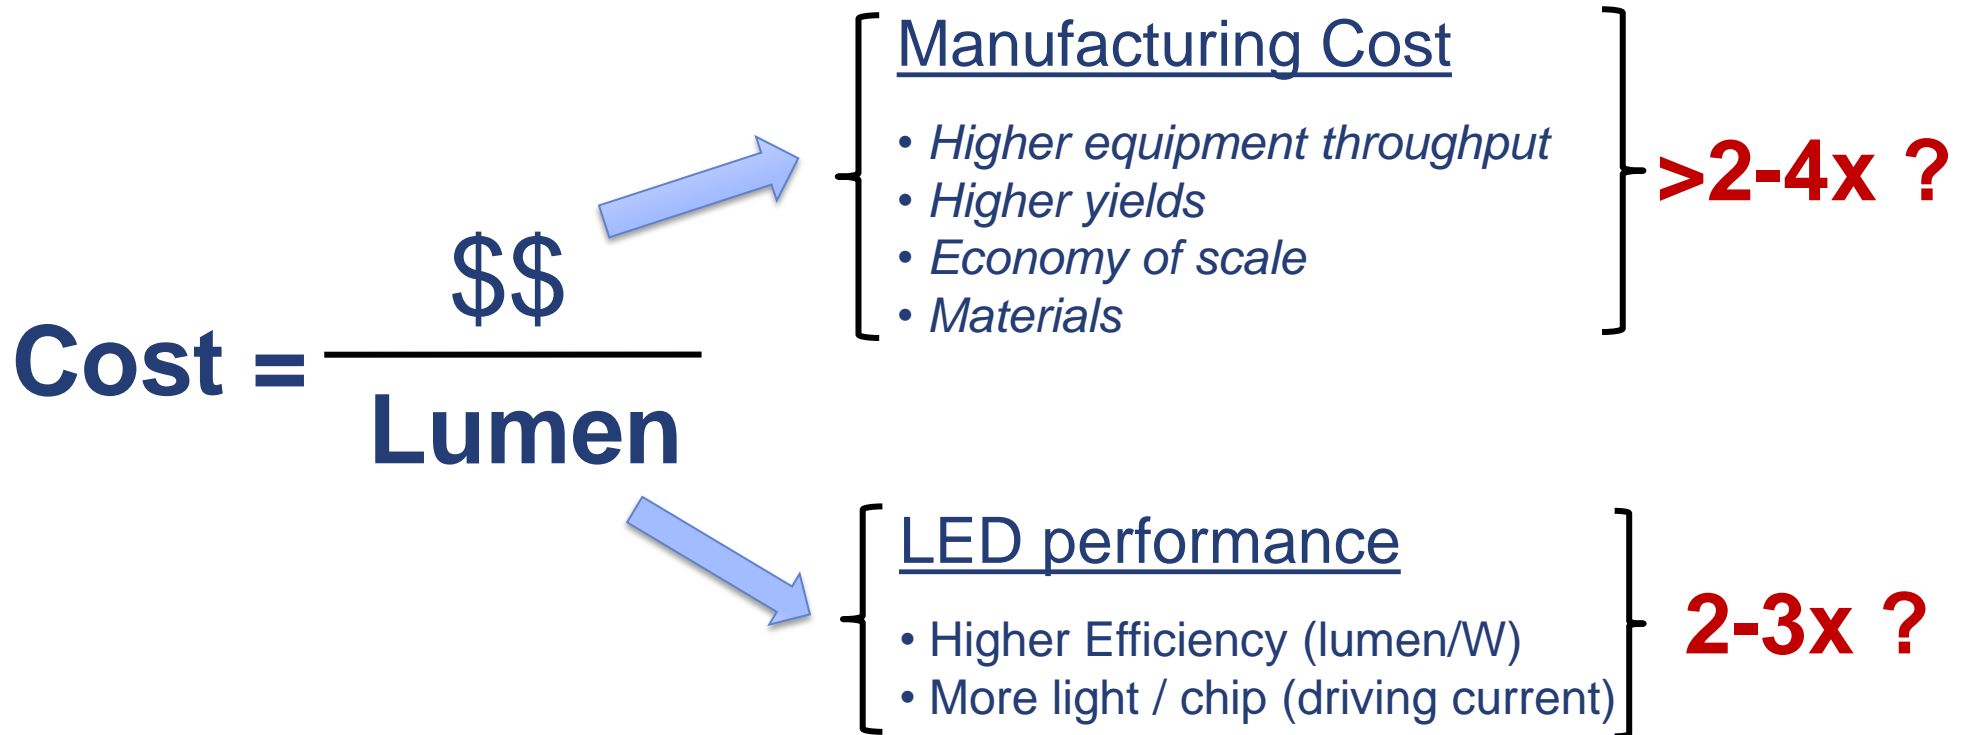 Manufacturing Cost
• Higher equipment throughput
• Higher yields
• Economy of scale
• Materials
>2-4x ?
$$
Cost =
Lumen
LED performance
• Higher Efficiency (lumen/W)
• More light / chip (driving current)
2-3x ?